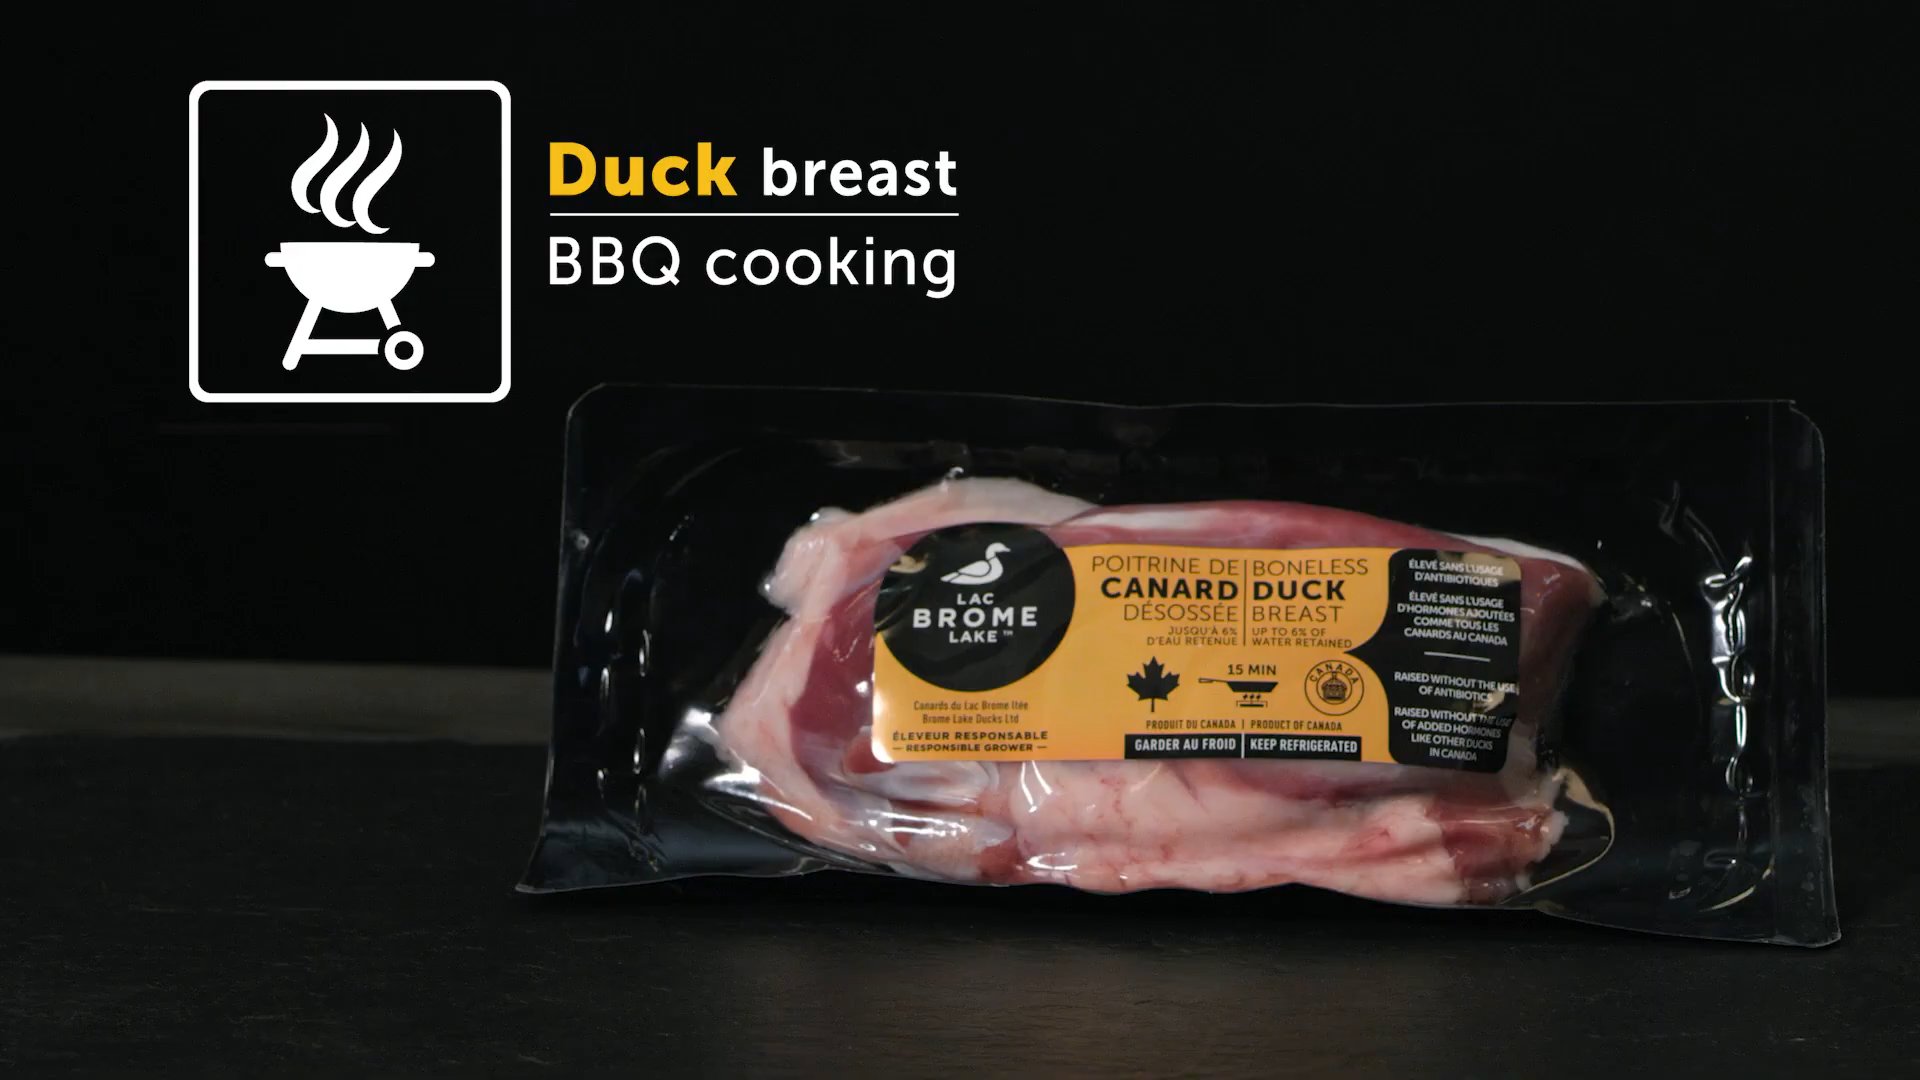 Duck breast
BBQ cooking
LAC
BROME
LAKE™
Canards du Lac Brome ltée
Brome Lake Ducks Ltd
ÉLEVEUR RESPONSABLE
— RESPONSIBLE GROWER —
POITRINE DE
CANARD
DÉSOSSÉE
JUSQU'À 6%
D'EAU RETENUE
BONELESS
DUCK
BREAST
UP TO 6% OF
WATER RETAINED
15 MIN
CANADA
PRODUIT DU CANADA | PRODUCT OF CANADA
GARDER AU FROID | KEEP REFRIGERATED
ÉLEVÉ SANS L'USAGE
D'ANTIBIOTIQUES
ÉLEVÉ SANS L'USAGE
D'HORMONES AJOUTÉES
COMME TOUS LES
CANARDS AU CANADA
RAISED WITHOUT THE USE
OF ANTIBIOTICS
RAISED WITHOUT THE USE
OF ADDED HORMONES
LIKE OTHER DUCKS
IN CANADA